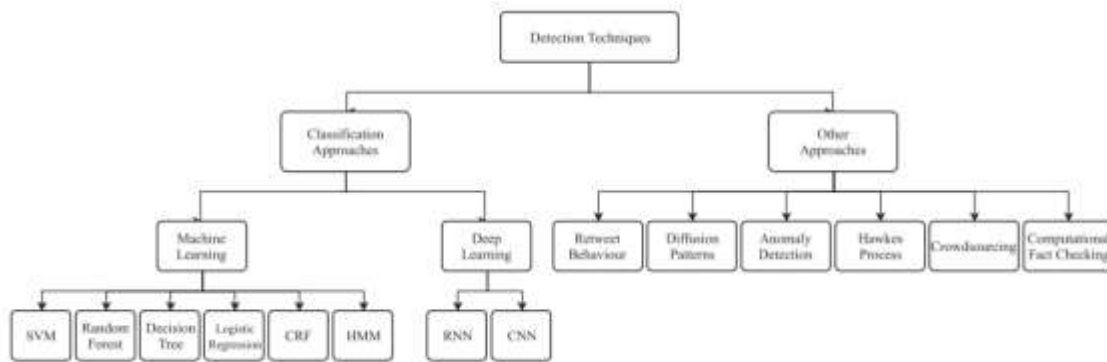 Detection Techniques
Classification
Approaches
Other
Approaches
Machine
Learning
Deep
Learning
Retweet
Behaviour
Diffusion
Patterns
Anomaly
Detection
Hawkes
Process
Crowdsourcing
Computational
Fact Checking
SVM
Random
Forest
Decision
Tree
Logistic
Regression
CRF
HMM
RNN
CNN